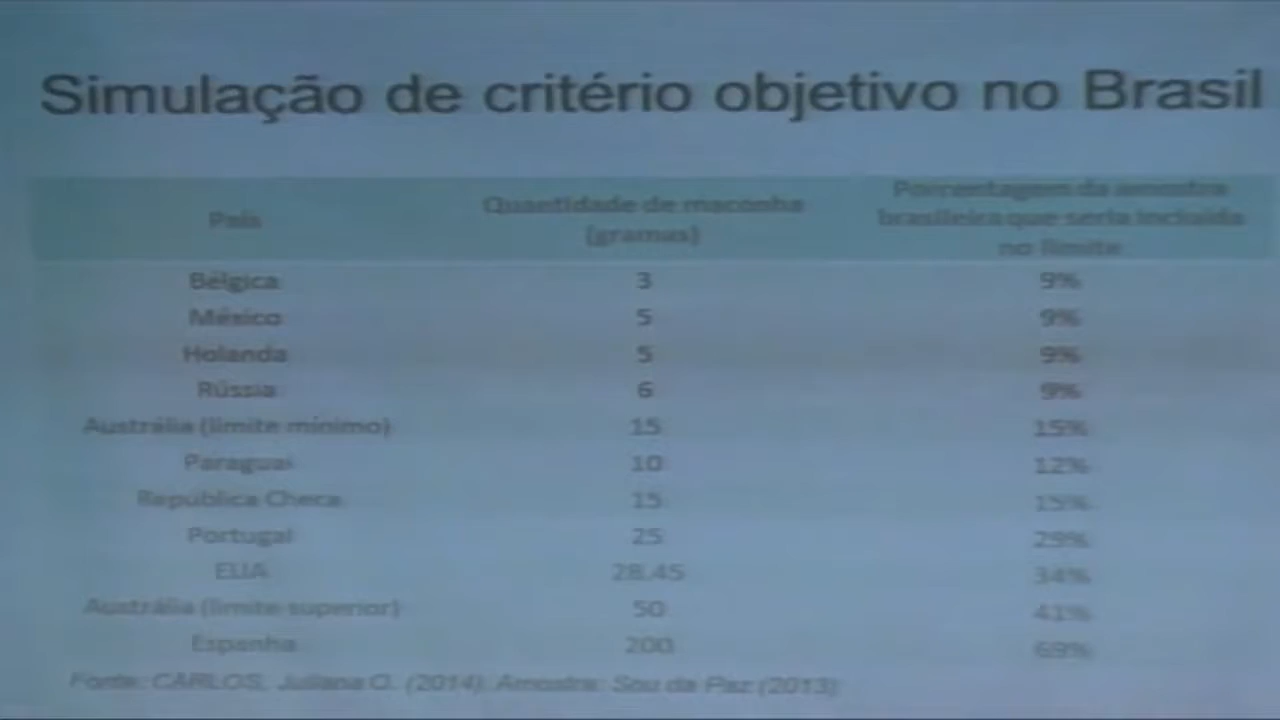 Simulação de critério objetivo no Brasil
País Quantidade de maconha (gramas) Porcentagem da amostra brasileira que seria incluída no limite
Bélgica 3 9%
México 5 9%
Holanda 5 9%
Rússia 6 9%
Austrália (limite mínimo) 15 15%
Paraguai 10 12%
República Checa 15 15%
Portugal 25 29%
EUA 28.45 34%
Austrália (limite superior) 50 41%
Espanha 200 69%
Fonte: CARLOS, Juliana O. (2014); Amostra: Sou da Paz (2013)